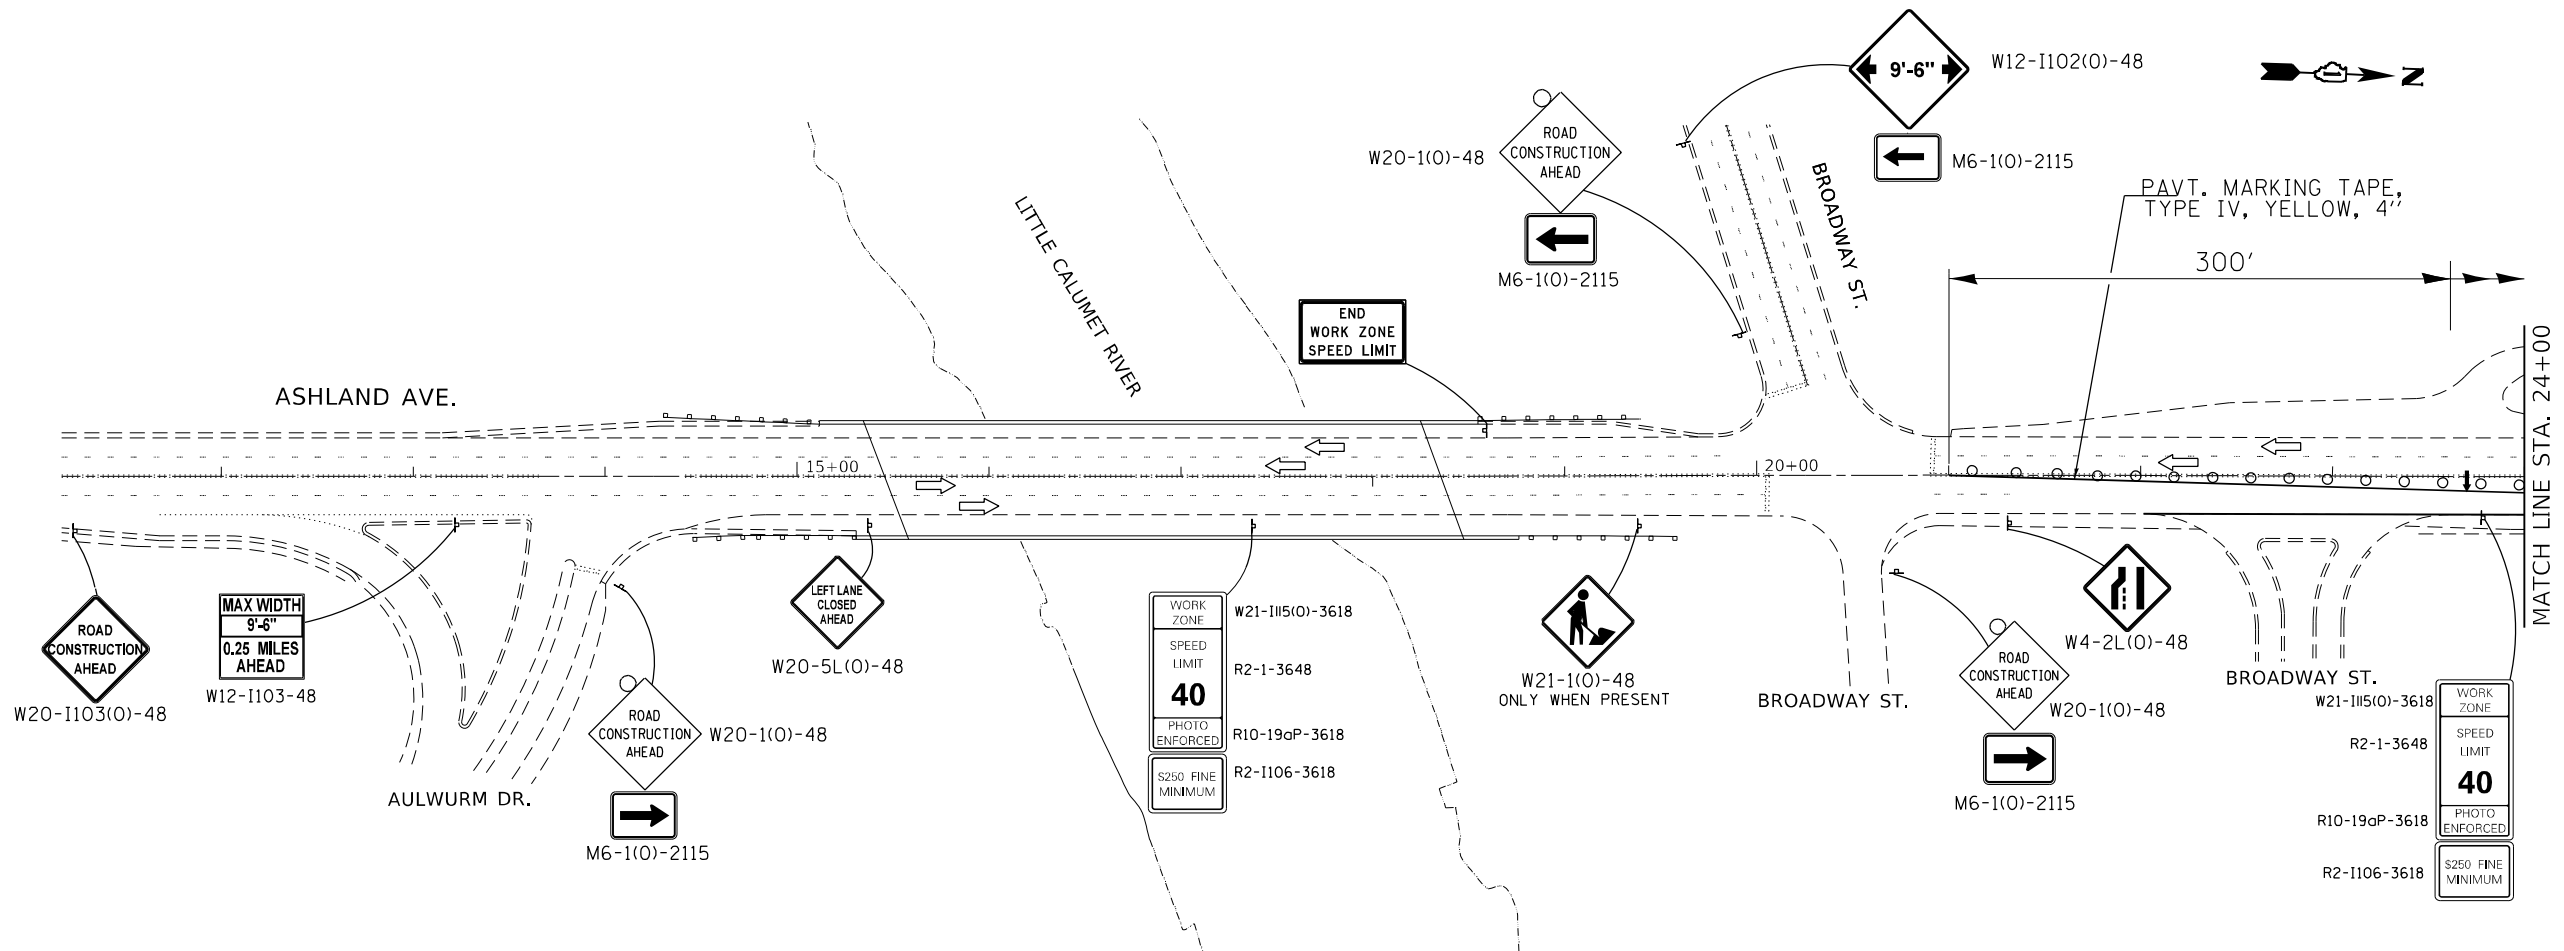 9'-6"
W12-I102(O)-48
N
ROAD
CONSTRUCTION
AHEAD
W20-1(O)-48
M6-1(O)-2115
M6-1(O)-2115
BROADWAY ST.
PAVT. MARKING TAPE,
TYPE IV, YELLOW, 4''
300'
LITTLE CALUMET RIVER
END
WORK ZONE
SPEED LIMIT
ASHLAND AVE.
15+00
20+00
MATCH LINE STA. 24+00
ROAD
CONSTRUCTION
AHEAD
W20-I103(O)-48
MAX WIDTH
9'-6"
0.25 MILES
AHEAD
W12-I103-48
AULWURM DR.
ROAD
CONSTRUCTION
AHEAD
W20-1(O)-48
M6-1(O)-2115
LEFT LANE
CLOSED
AHEAD
W20-5L(O)-48
WORK
ZONE
SPEED
LIMIT
40
PHOTO
ENFORCED
$250 FINE
MINIMUM
W21-I115(O)-3618
R2-1-3648
R10-19aP-3618
R2-I106-3618
W21-1(O)-48
ONLY WHEN PRESENT
BROADWAY ST.
W4-2L(O)-48
ROAD
CONSTRUCTION
AHEAD
W20-1(O)-48
M6-1(O)-2115
BROADWAY ST.
W21-I115(O)-3618
R2-1-3648
R10-19aP-3618
R2-I106-3618
WORK
ZONE
SPEED
LIMIT
40
PHOTO
ENFORCED
$250 FINE
MINIMUM